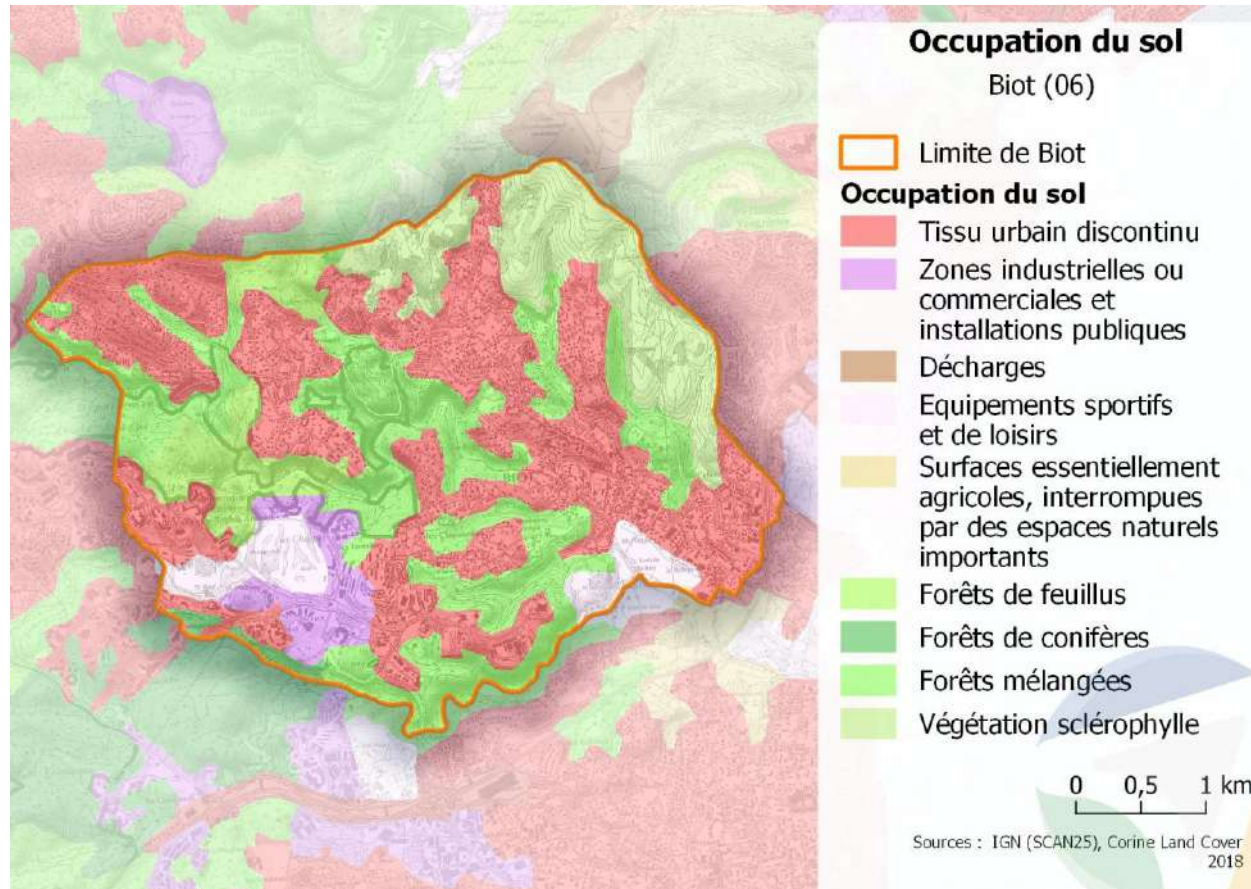 Occupation du sol
Biot (06)
Limite de Biot
Occupation du sol
Tissu urbain discontinu
Zones industrielles ou
commerciales et
installations publiques
Décharges
Equipements sportifs
et de loisirs
Surfaces essentiellement
agricoles, interrompues
par des espaces naturels
importants
Forêts de feuillus
Forêts de conifères
Forêts mélangées
Végétation sclérophylle
0 0,5 1 km
Sources : IGN (SCAN25), Corine Land Cover
2018